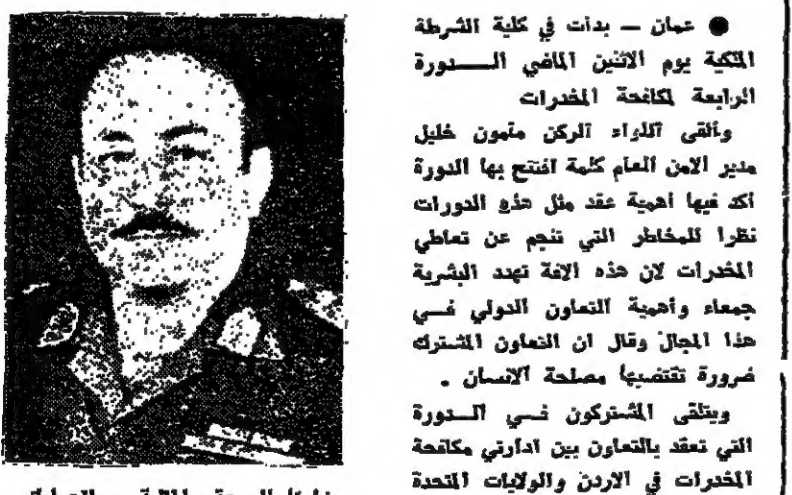 ● عمان — بدأت في كلية الشرطة
الملكية يوم الاثنين الماضي الـــدورة
الرابعة لمكافحة المخدرات
وألقى اللواء الركن مأمون خليل
مدير الامن العام كلمة افتتح بها الدورة
أكد فيها أهمية عقد مثل هذه الدورات
نظرا للمخاطر التي تنجم عن تعاطي
المخدرات لان هذه الافة تهدد البشرية
جمعاء وأهمية التعاون الدولي فـــي
هذا المجال وقال ان التعاون المشترك
ضرورة تقتضيها مصلحة الانسان .
ويتلقى المشتركون فـــي الـــدورة
التي تعقد بالتعاون بين ادارتي مكافحة
المخدرات في الاردن والولايات المتحدة